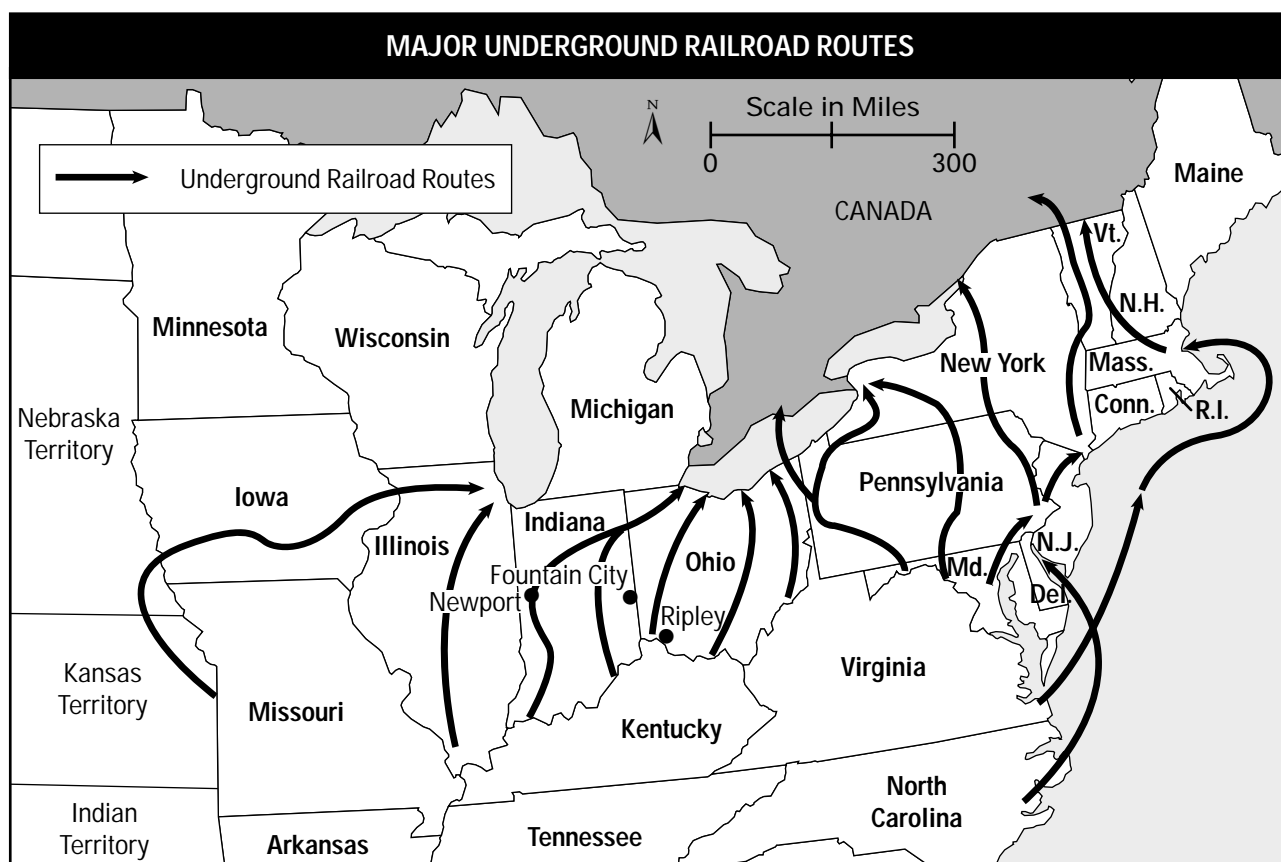 MAJOR UNDERGROUND RAILROAD ROUTES
N
Scale in Miles
0 300
Underground Railroad Routes
CANADA
Maine
Vt.
N.H.
Minnesota
Wisconsin
Michigan
New York
Mass.
Conn.
R.I.
Nebraska
Territory
Iowa
Illinois
Indiana
Ohio
Pennsylvania
N.J.
Md.
Del.
Fountain City
Newport
Ripley
Kansas
Territory
Missouri
Kentucky
Virginia
Indian
Territory
Arkansas
Tennessee
North
Carolina